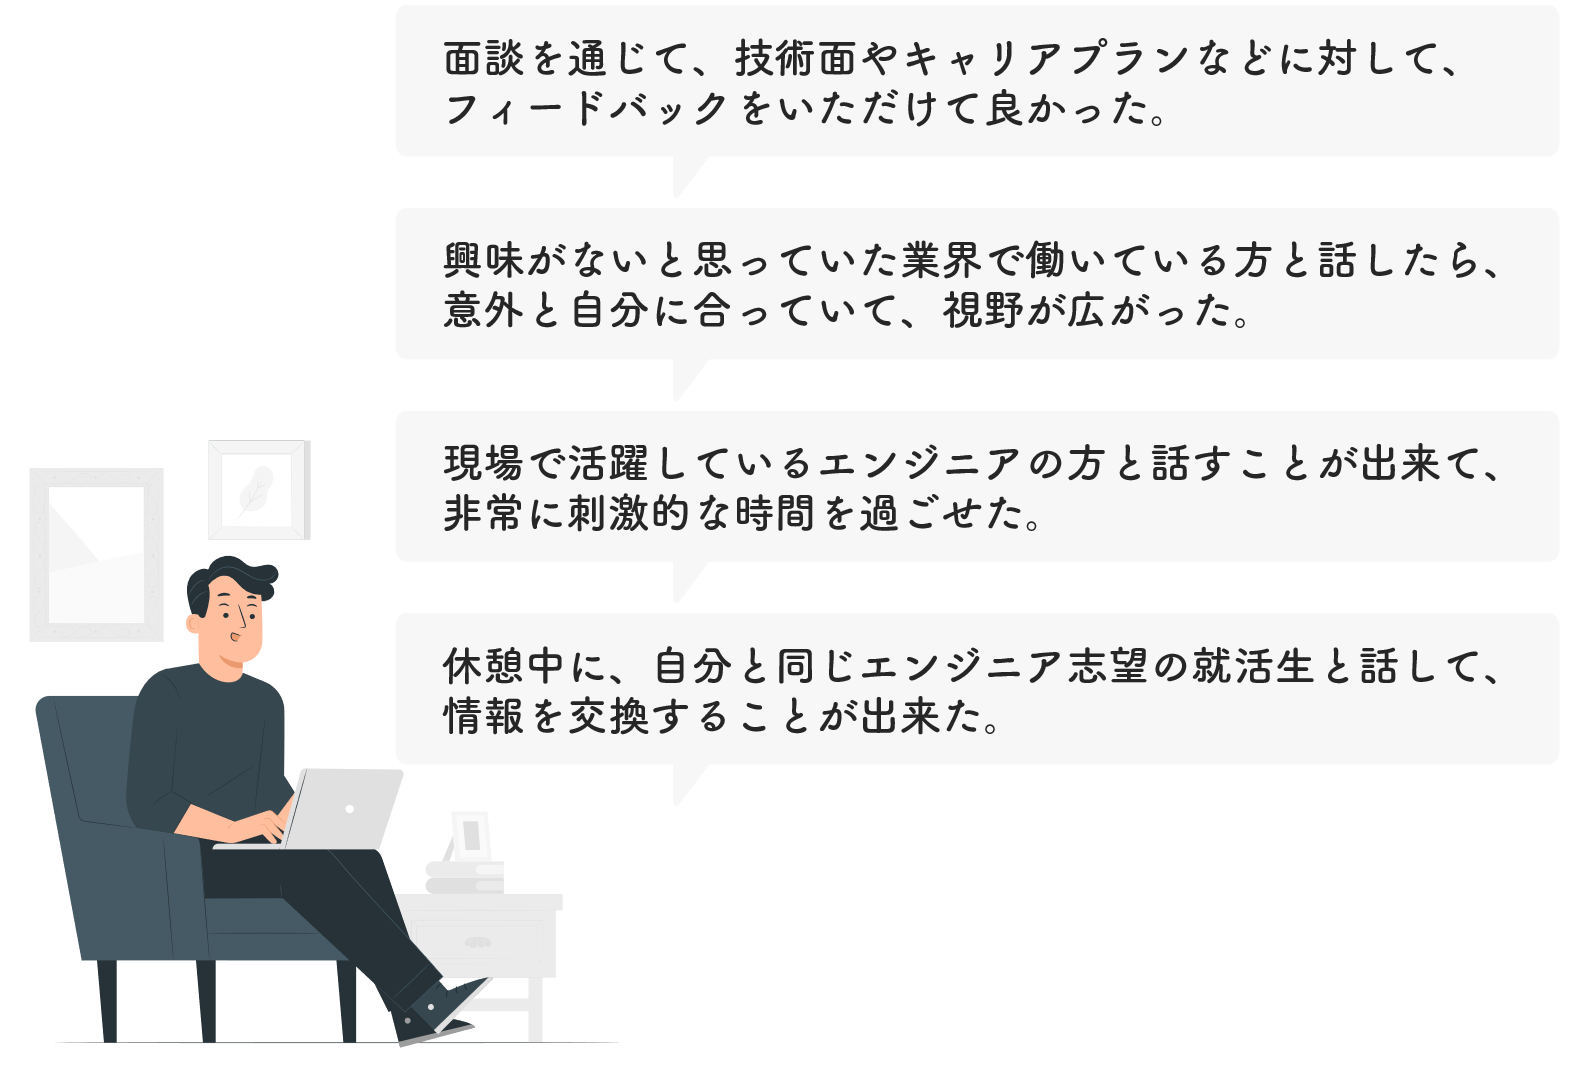 面談を通じて、技術面やキャリアプランなどに対して、
フィードバックをいただけて良かった。
興味がないと思っていた業界で働いている方と話したら、
意外と自分に合っていて、視野が広がった。
現場で活躍しているエンジニアの方と話すことが出来て、
非常に刺激的な時間を過ごせた。
休憩中に、自分と同じエンジニア志望の就活生と話して、
情報を交換することが出来た。